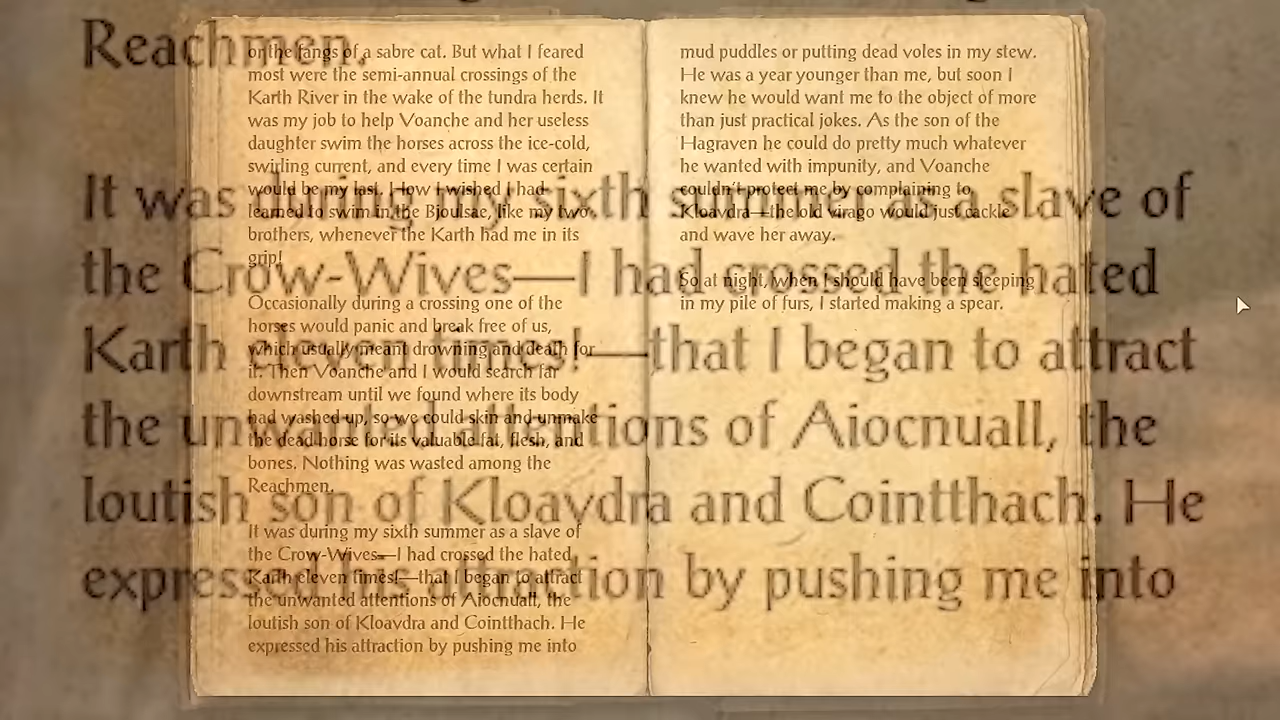 or the fangs of a sabre cat. But what I feared
most were the semi-annual crossings of the
Karth River in the wake of the tundra herds. It
was my job to help Voanche and her useless
daughter swim the horses across the ice-cold,
swirling current, and every time I was certain
would be my last. How I wished I had
learned to swim in the Bjoulsae, like my two
brothers, whenever the Karth had me in its
grip!
Occasionally during a crossing one of the
horses would panic and break free of us,
which usually meant drowning and death for
it. Then Voanche and I would search far
downstream until we found where its body
had washed up, so we could skin and unmake
the dead horse for its valuable fat, flesh, and
bones. Nothing was wasted among the
Reachmen.
It was during my sixth summer as a slave of
the Crow-Wives—I had crossed the hated
Karth eleven times!—that I began to attract
the unwanted attentions of Aiocnuall, the
loutish son of Kloavdra and Cointthach. He
expressed his attraction by pushing me into
mud puddles or putting dead voles in my stew.
He was a year younger than me, but soon I
knew he would want me to the object of more
than just practical jokes. As the son of the
Hagraven he could do pretty much whatever
he wanted with impunity, and Voanche
couldn't protect me by complaining to
Kloavdra—the old virago would just cackle
and wave her away.
So at night, when I should have been sleeping
in my pile of furs, I started making a spear.
Reachmen.
It was during my sixth summer as a slave of
the Crow-Wives—I had crossed the hated
Karth eleven times!—that I began to attract
the unwanted attentions of Aiocnuall, the
loutish son of Kloavdra and Cointthach. He
expressed his attraction by pushing me into